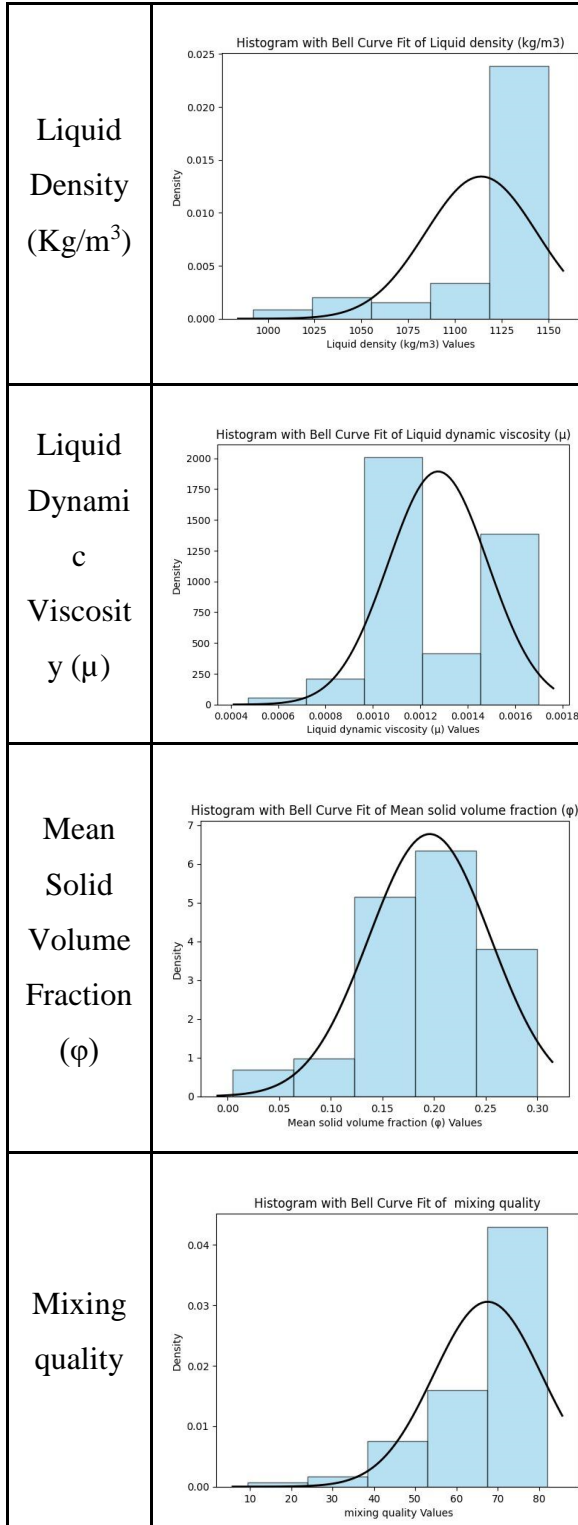 Liquid
Density
(Kg/m³)
Histogram with Bell Curve Fit of Liquid density (kg/m3)
0.025
0.020
0.015
0.010
0.005
0.000
Density
1000 1025 1050 1075 1100 1125 1150
Liquid density (kg/m3) Values
Liquid
Dynami
c
Viscosit
y (μ)
Histogram with Bell Curve Fit of Liquid dynamic viscosity (μ)
2000
1750
1500
1250
1000
750
500
250
0
Density
0.0004 0.0006 0.0008 0.0010 0.0012 0.0014 0.0016 0.0018
Liquid dynamic viscosity (μ) Values
Mean
Solid
Volume
Fraction
(φ)
Histogram with Bell Curve Fit of Mean solid volume fraction (φ)
7
6
5
4
3
2
1
0
Density
0.00 0.05 0.10 0.15 0.20 0.25 0.30
Mean solid volume fraction (φ) Values
Mixing
quality
Histogram with Bell Curve Fit of  mixing quality
0.04
0.03
0.02
0.01
0.00
Density
10 20 30 40 50 60 70 80
mixing quality Values